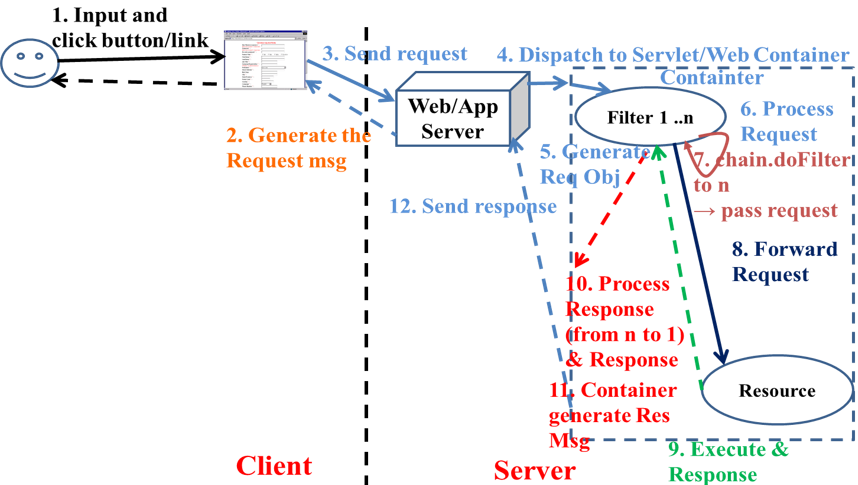 1. Input and
click button/link
3. Send request
4. Dispatch to Servlet/Web Container
Containter
Web/App
Server
Filter 1 ..n
6. Process
Request
2. Generate the
Request msg
5. Generate
Req Obj
7. chain.doFilter
to n
→ pass request
12. Send response
8. Forward
Request
10. Process
Response
(from n to 1)
& Response
11. Container
generate Res
Msg
Resource
9. Execute &
Response
Client
Server